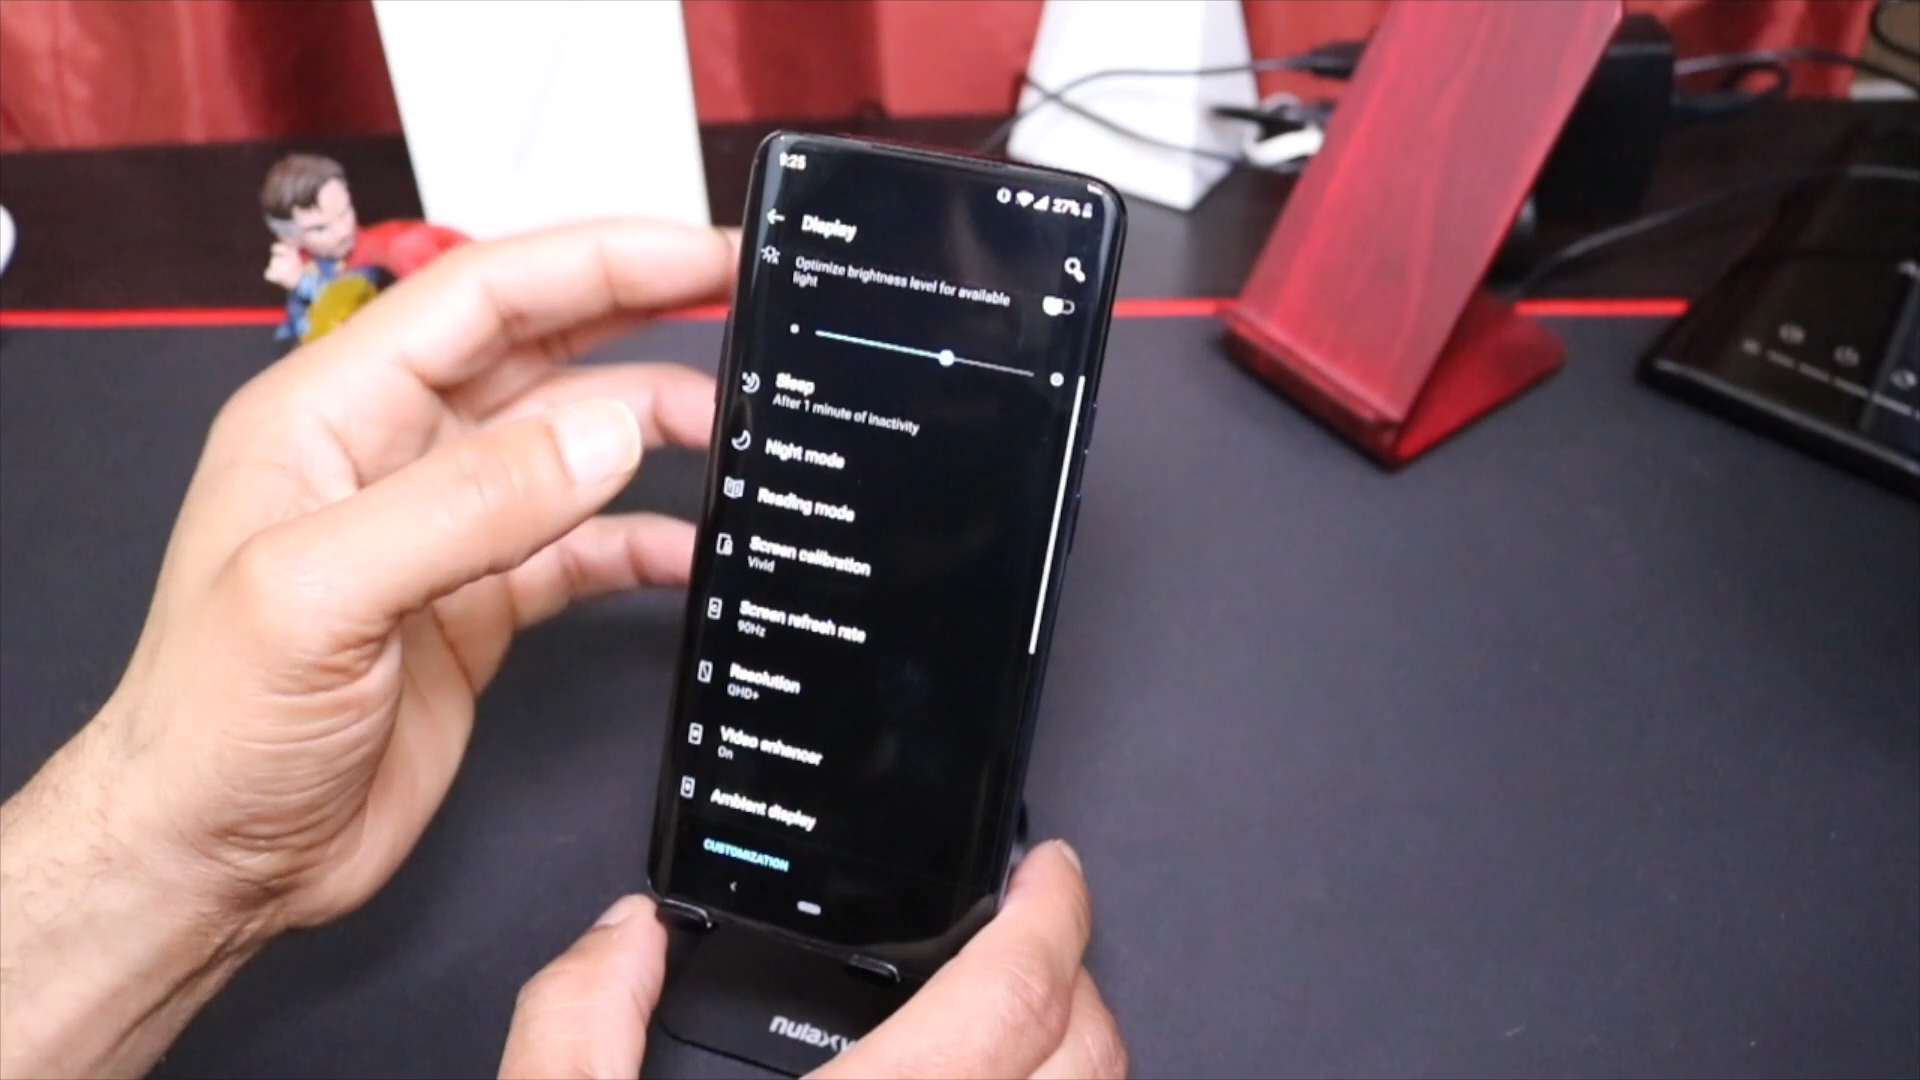 9:25
27%
Display
Optimize brightness level for available
light
Sleep
After 1 minute of inactivity
Night mode
Reading mode
Screen calibration
Vivid
Screen refresh rate
90Hz
Resolution
QHD+
Video enhancer
On
Ambient display
CUSTOMIZATION
nulaxy